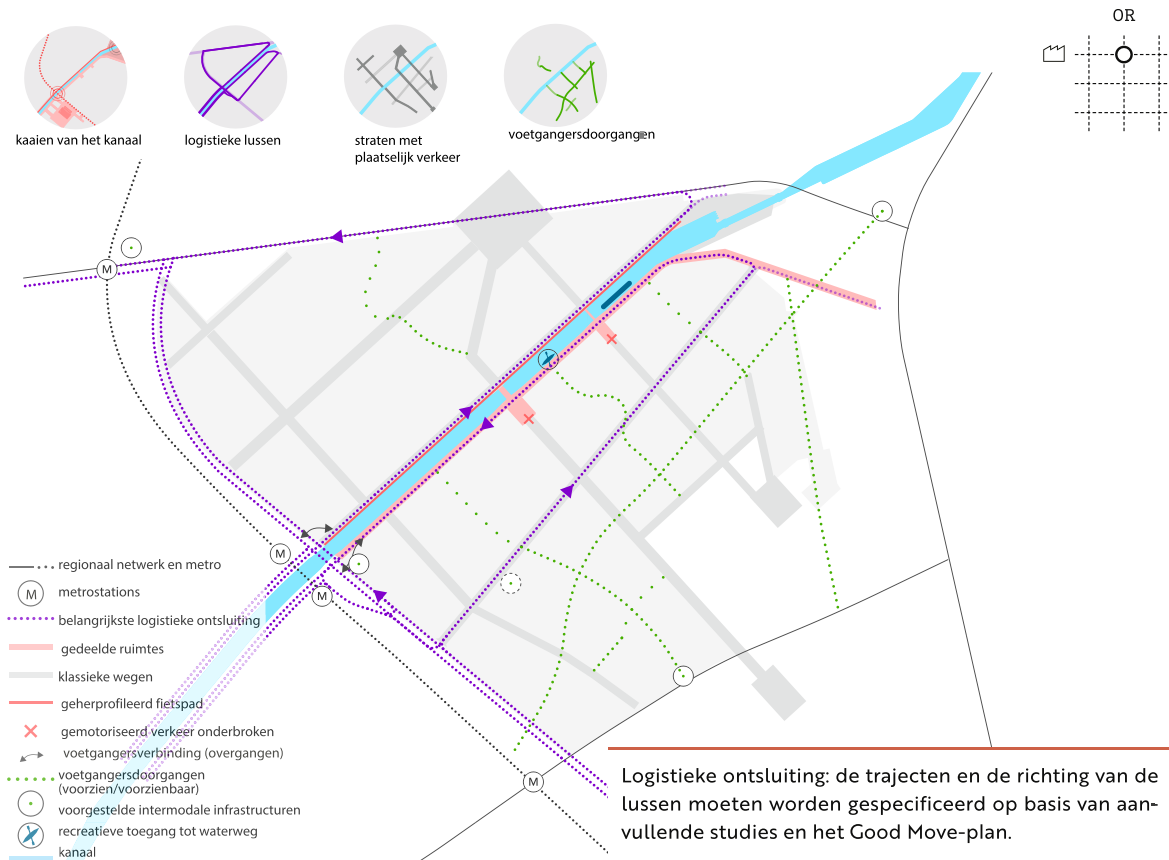 OR
kaaien van het kanaal
logistieke lussen
straten met
plaatselijk verkeer
voetgangersdoorgangen
M
M
M
M
regionaal netwerk en metro
M
metrostations
belangrijkste logistieke ontsluiting
gedeelde ruimtes
klassieke wegen
geherprofileerd fietspad
gemotoriseerd verkeer onderbroken
voetgangersverbinding (overgangen)
voetgangersdoorgangen
(voorzien/voorzienbaar)
voorgestelde intermodale infrastructuren
recreatieve toegang tot waterweg
kanaal
Logistieke ontsluiting: de trajecten en de richting van de
lussen moeten worden gespecificeerd op basis van aan-
vullende studies en het Good Move-plan.